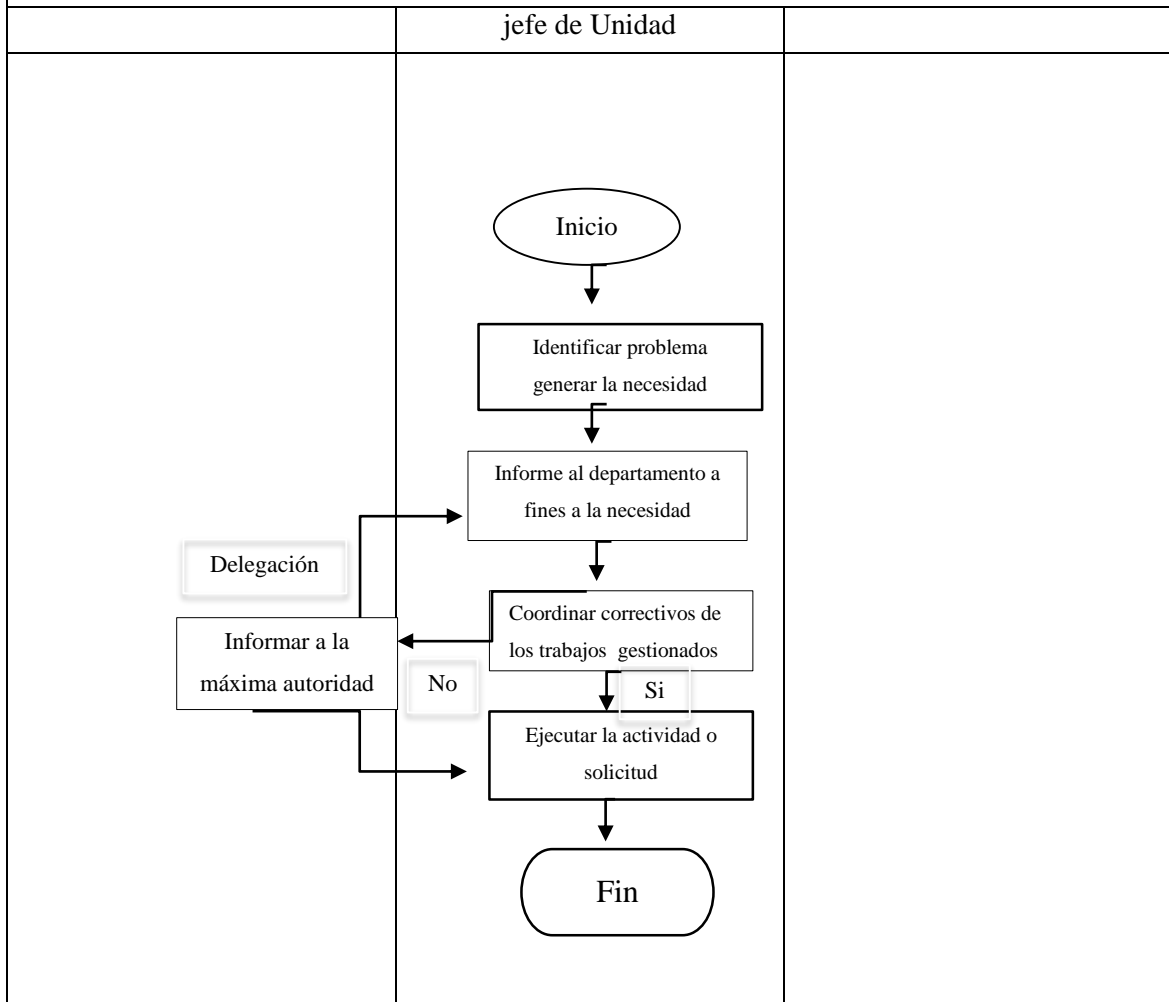 jefe de Unidad
Inicio
Identificar problema
generar la necesidad
Informe al departamento a
fines a la necesidad
Delegación
Coordinar correctivos de
los trabajos gestionados
Informar a la
máxima autoridad
No
Si
Ejecutar la actividad o
solicitud
Fin